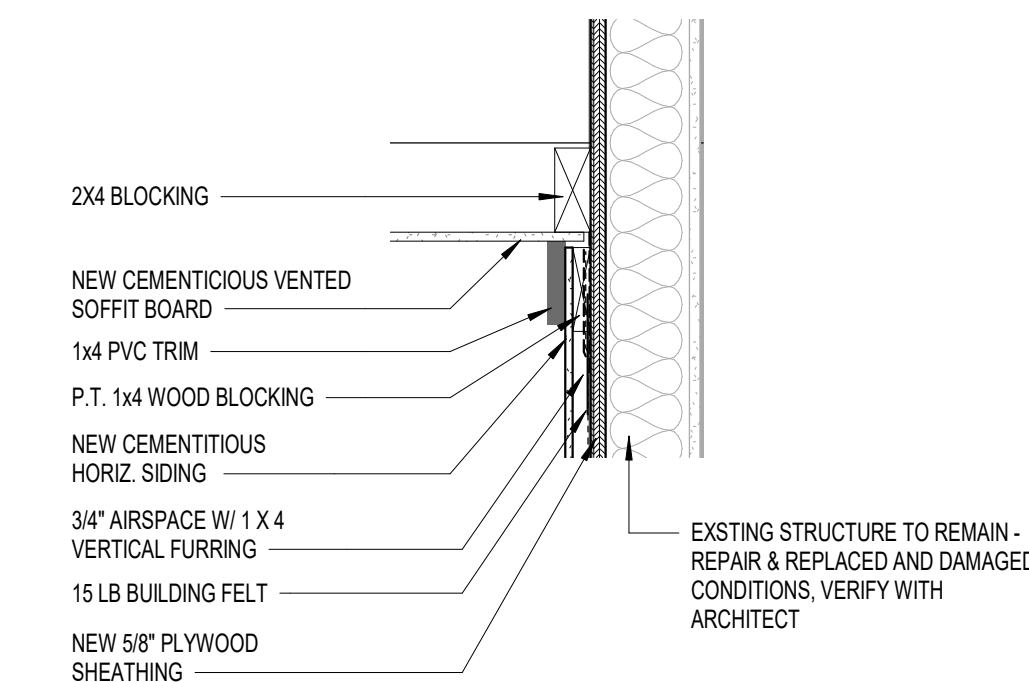 2X4 BLOCKING
NEW CEMENTICIOUS VENTED
SOFFIT BOARD
1x4 PVC TRIM
P.T. 1x4 WOOD BLOCKING
NEW CEMENTITIOUS
HORIZ. SIDING
3/4" AIRSPACE W/ 1 X 4
VERTICAL FURRING
15 LB BUILDING FELT
NEW 5/8" PLYWOOD
SHEATHING
EXSTING STRUCTURE TO REMAIN -
REPAIR & REPLACED AND DAMAGED
CONDITIONS, VERIFY WITH
ARCHITECT